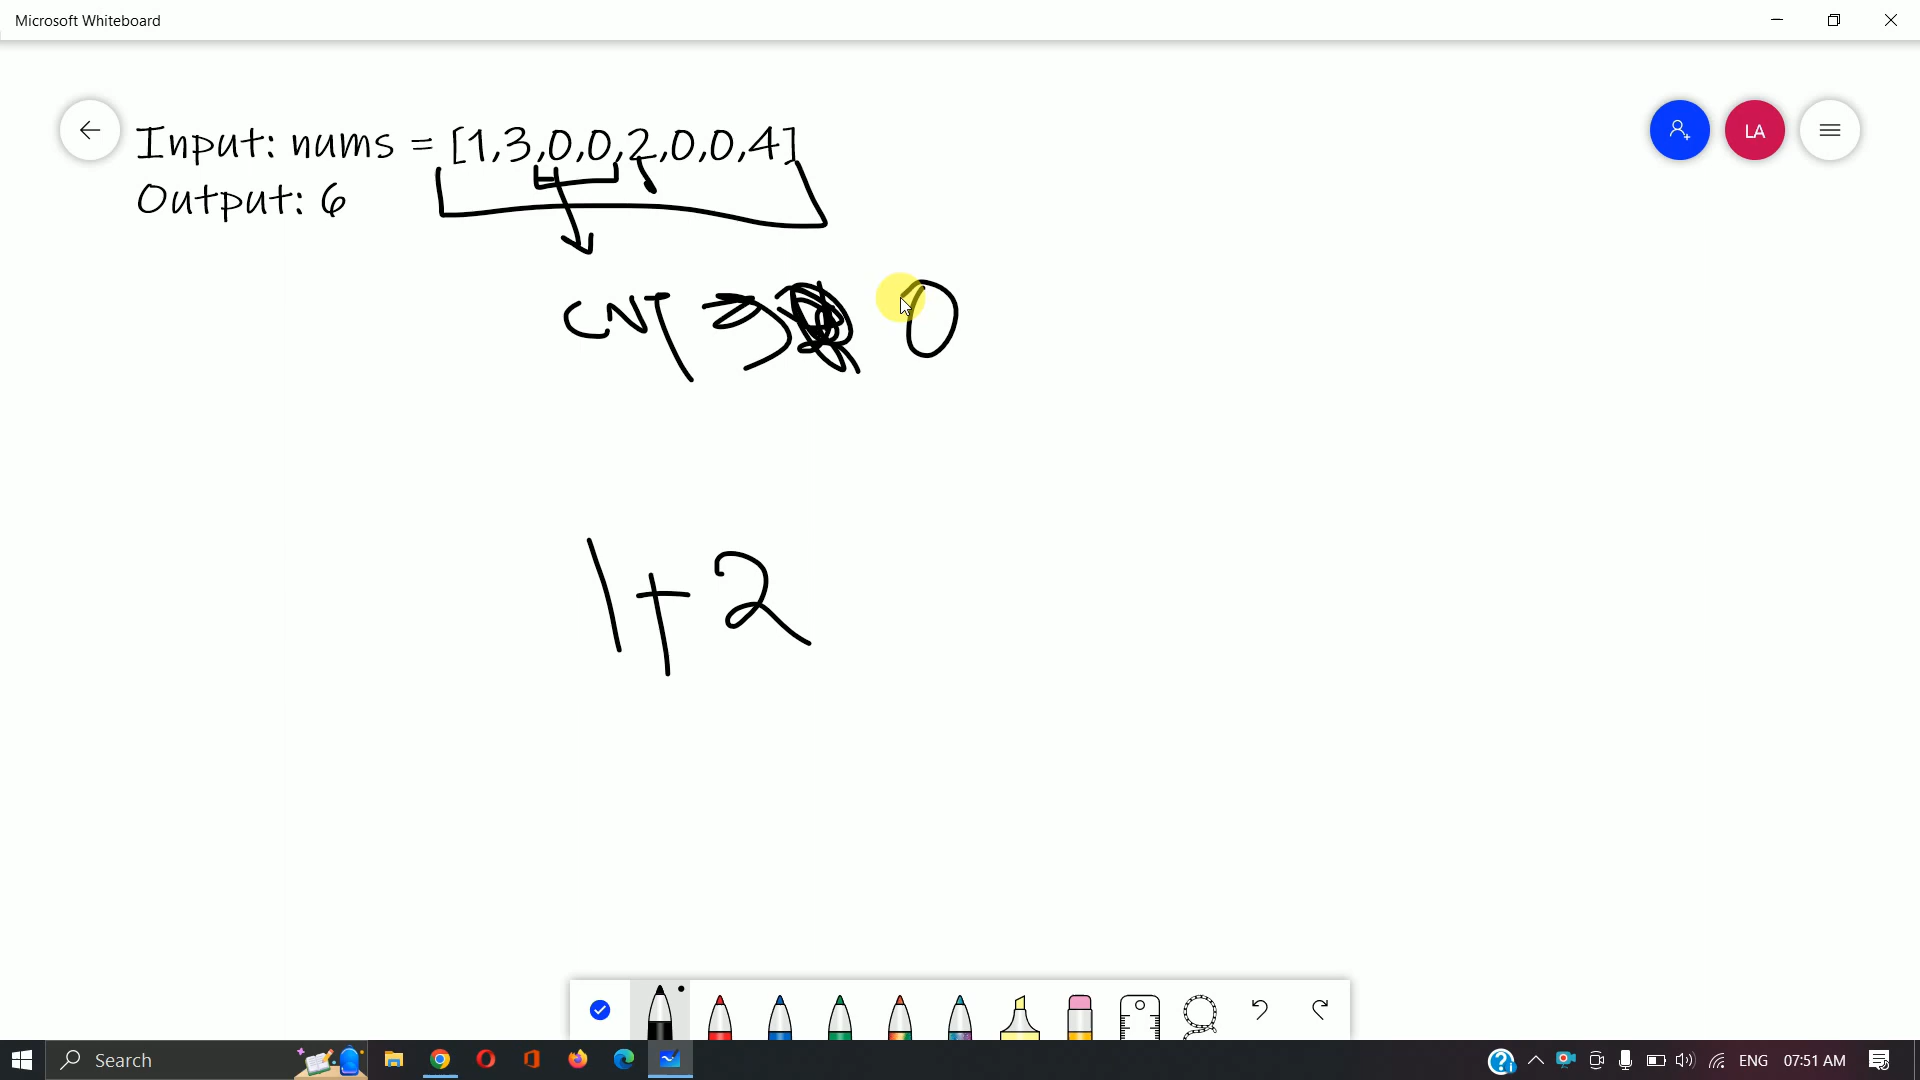 Microsoft Whiteboard
Input: nums = [1,3,0,0,2,0,0,4]
Output: 6
LA
CNT 0
1+2
Search
ENG 07:51 AM